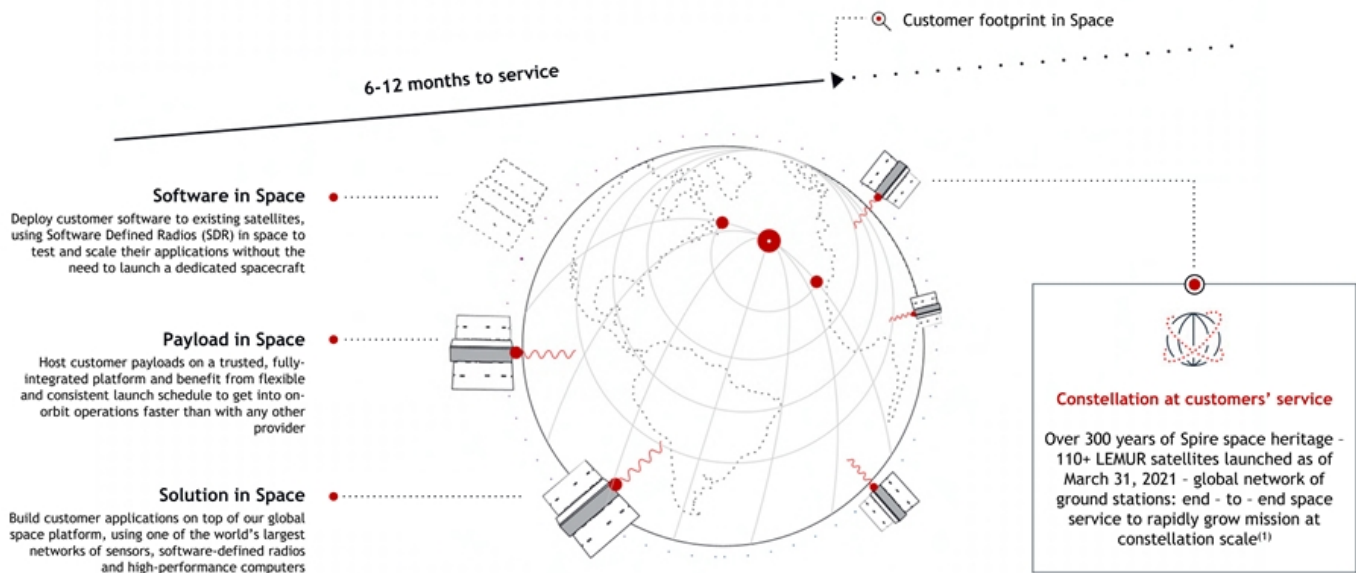 Customer footprint in Space
6-12 months to service
Software in Space
Deploy customer software to existing satellites,
using Software Defined Radios (SDR) in space to
test and scale their applications without the
need to launch a dedicated spacecraft
Payload in Space
Host customer payloads on a trusted, fully-
integrated platform and benefit from flexible
and consistent launch schedule to get into on-
orbit operations faster than with any other
provider
Solution in Space
Build customer applications on top of our global
space platform, using one of the world’s largest
networks of sensors, software-defined radios
and high-performance computers
Constellation at customers’ service
Over 300 years of Spire space heritage -
110+ LEMUR satellites launched as of
March 31, 2021 - global network of
ground stations: end - to - end space
service to rapidly grow mission at
constellation scale(1)